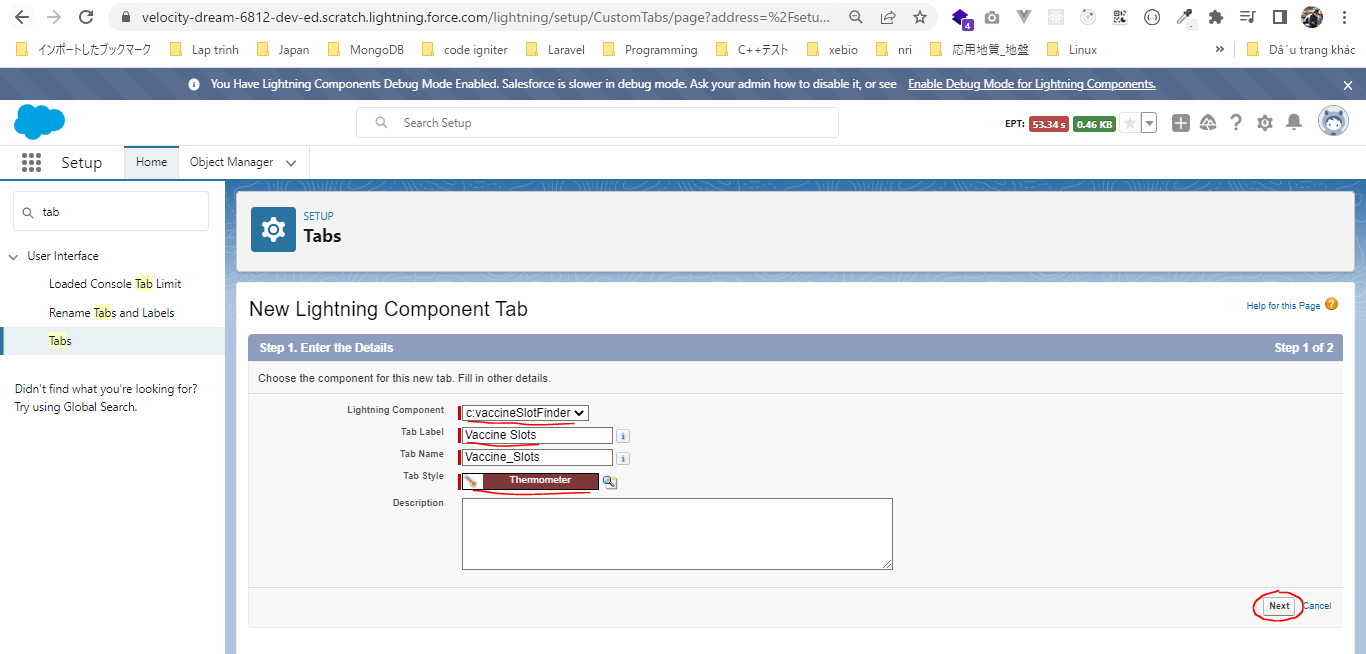 velocity-dream-6812-dev-ed.scratch.lightning.force.com/lightning/setup/CustomTabs/page?address=%2Fsetu...
4
インポートしたブックマーク Lap trinh Japan MongoDB code igniter Laravel Programming C++テスト xebio nri 応用地質_地盤 Linux » Dấu trang khác
You Have Lightning Components Debug Mode Enabled. Salesforce is slower in debug mode. Ask your admin how to disable it, or see Enable Debug Mode for Lightning Components.
Search Setup
EPT: 53.34 s 0.46 KB
Setup Home Object Manager
tab
SETUP
Tabs
User Interface
Loaded Console Tab Limit
Rename Tabs and Labels
Tabs
Didn't find what you're looking for?
Try using Global Search.
New Lightning Component Tab
Help for this Page
Step 1. Enter the Details Step 1 of 2
Choose the component for this new tab. Fill in other details.
Lightning Component c:vaccineSlotFinder
Tab Label Vaccine Slots
Tab Name Vaccine_Slots
Tab Style Thermometer
Description
Next Cancel